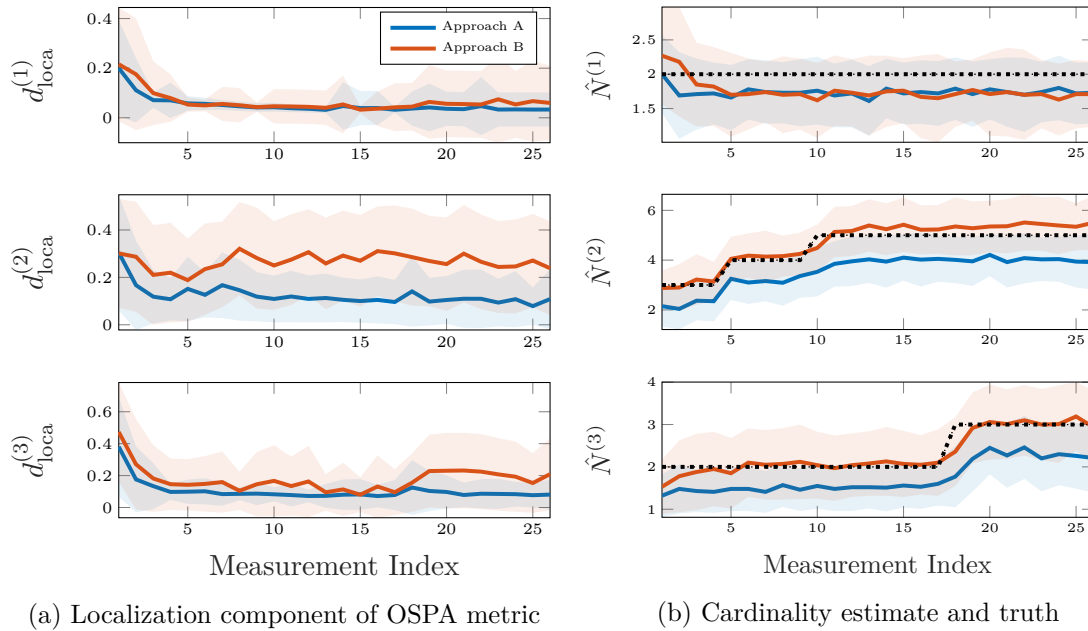 0.4
0.2
0
d_loca^(1)
Approach A
Approach B
5 10 15 20 25
0.4
0.2
0
d_loca^(2)
5 10 15 20 25
0.6
0.4
0.2
0
d_loca^(3)
5 10 15 20 25
Measurement Index
(a) Localization component of OSPA metric
2.5
2
1.5
N̂^(1)
5 10 15 20 25
6
4
2
N̂^(2)
5 10 15 20 25
4
3
2
1
N̂^(3)
5 10 15 20 25
Measurement Index
(b) Cardinality estimate and truth